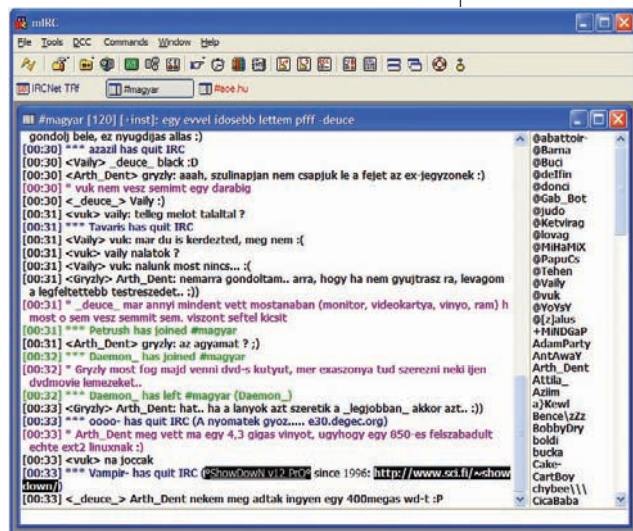 mIRC
File Tools DCC Commands Window Help
IRCNet TRf #magyar #aoe.hu
#magyar [120] [+inst]: egy evvel idosebb lettem pfff -deuce
gondolj bele, ez nyugdijas allas :)
[00:30] *** azazil has quit IRC
[00:30] <Vaily> _deuce_ black :D
[00:30] <Arth_Dent> gryzly: aaah, szulinapjan nem csapjuk le a fejet az ex-jegyzonek :)
[00:30] * vuk nem vesz semimt egy darabig
[00:30] <_deuce_> Vaily :)
[00:31] <vuk> vaily: telleg melot talaltal ?
[00:31] *** Tavaris has quit IRC
[00:31] <Vaily> vuk: mar du is kerdezted, meg nem :(
[00:31] <vuk> vaily nalatok ?
[00:31] <Vaily> vuk: nalunk most nincs... :(
[00:31] <Gryzly> Arth_Dent: nemarra gondoltam.. arra, hogy ha nem gyujtrasz ra, levagom
a legfeltettebb testreszedet.. :))
[00:31] * _deuce_ mar annyi mindent vett mostanaban (monitor, videokartya, vinyo, ram) h
most o sem vesz semmit sem. viszont seftel kicsit
[00:31] *** Petrush has joined #magyar
[00:31] <Arth_Dent> gryzly: az agyamat ? ;)
[00:32] *** Daemon_ has joined #magyar
[00:32] * Gryzly most fog majd venni dvd-s kutyut, mer exaszonya tud szerezni neki ijen
dvdmovie lemezeket..
[00:32] *** Daemon_ has left #magyar (Daemon_)
[00:33] <Gryzly> Arth_Dent: hat.. ha a lanyok azt szeretik a _legjobban_ akkor azt.. :))
[00:33] *** oooo- has quit IRC (A nyomatek gyoz..... e30.degec.org)
[00:33] * Arth_Dent meg vett ma egy 4,3 gigas vinyot, ugyhogy egy 850-es felszabadult
echte ext2 linuxnak :)
[00:33] <vuk> na joccak
[00:33] *** Vampir- has quit IRC (ºShowDowN v12 PrOº since 1996: http://www.sci.fi/~show
down/)
[00:33] <_deuce_> Arth_Dent nekem meg adtak ingyen egy 400megas wd-t :P
@abattoir-
@Barna
@Buci
@delfin
@donci
@Gab_Bot
@judo
@Ketvirag
@lovag
@MiHaMiX
@PapuCs
@Tehen
@Vaily
@vuk
@YoYsY
@[z]alus
+MiNDGaP
AdamParty
AntAwaY
ArthDent
Attila_
Aziim
a}Kewl
Bence\zZz
BobbyDry
boldi
bucka
Cake-
CartBoy
chybee\\\
CicaBaba